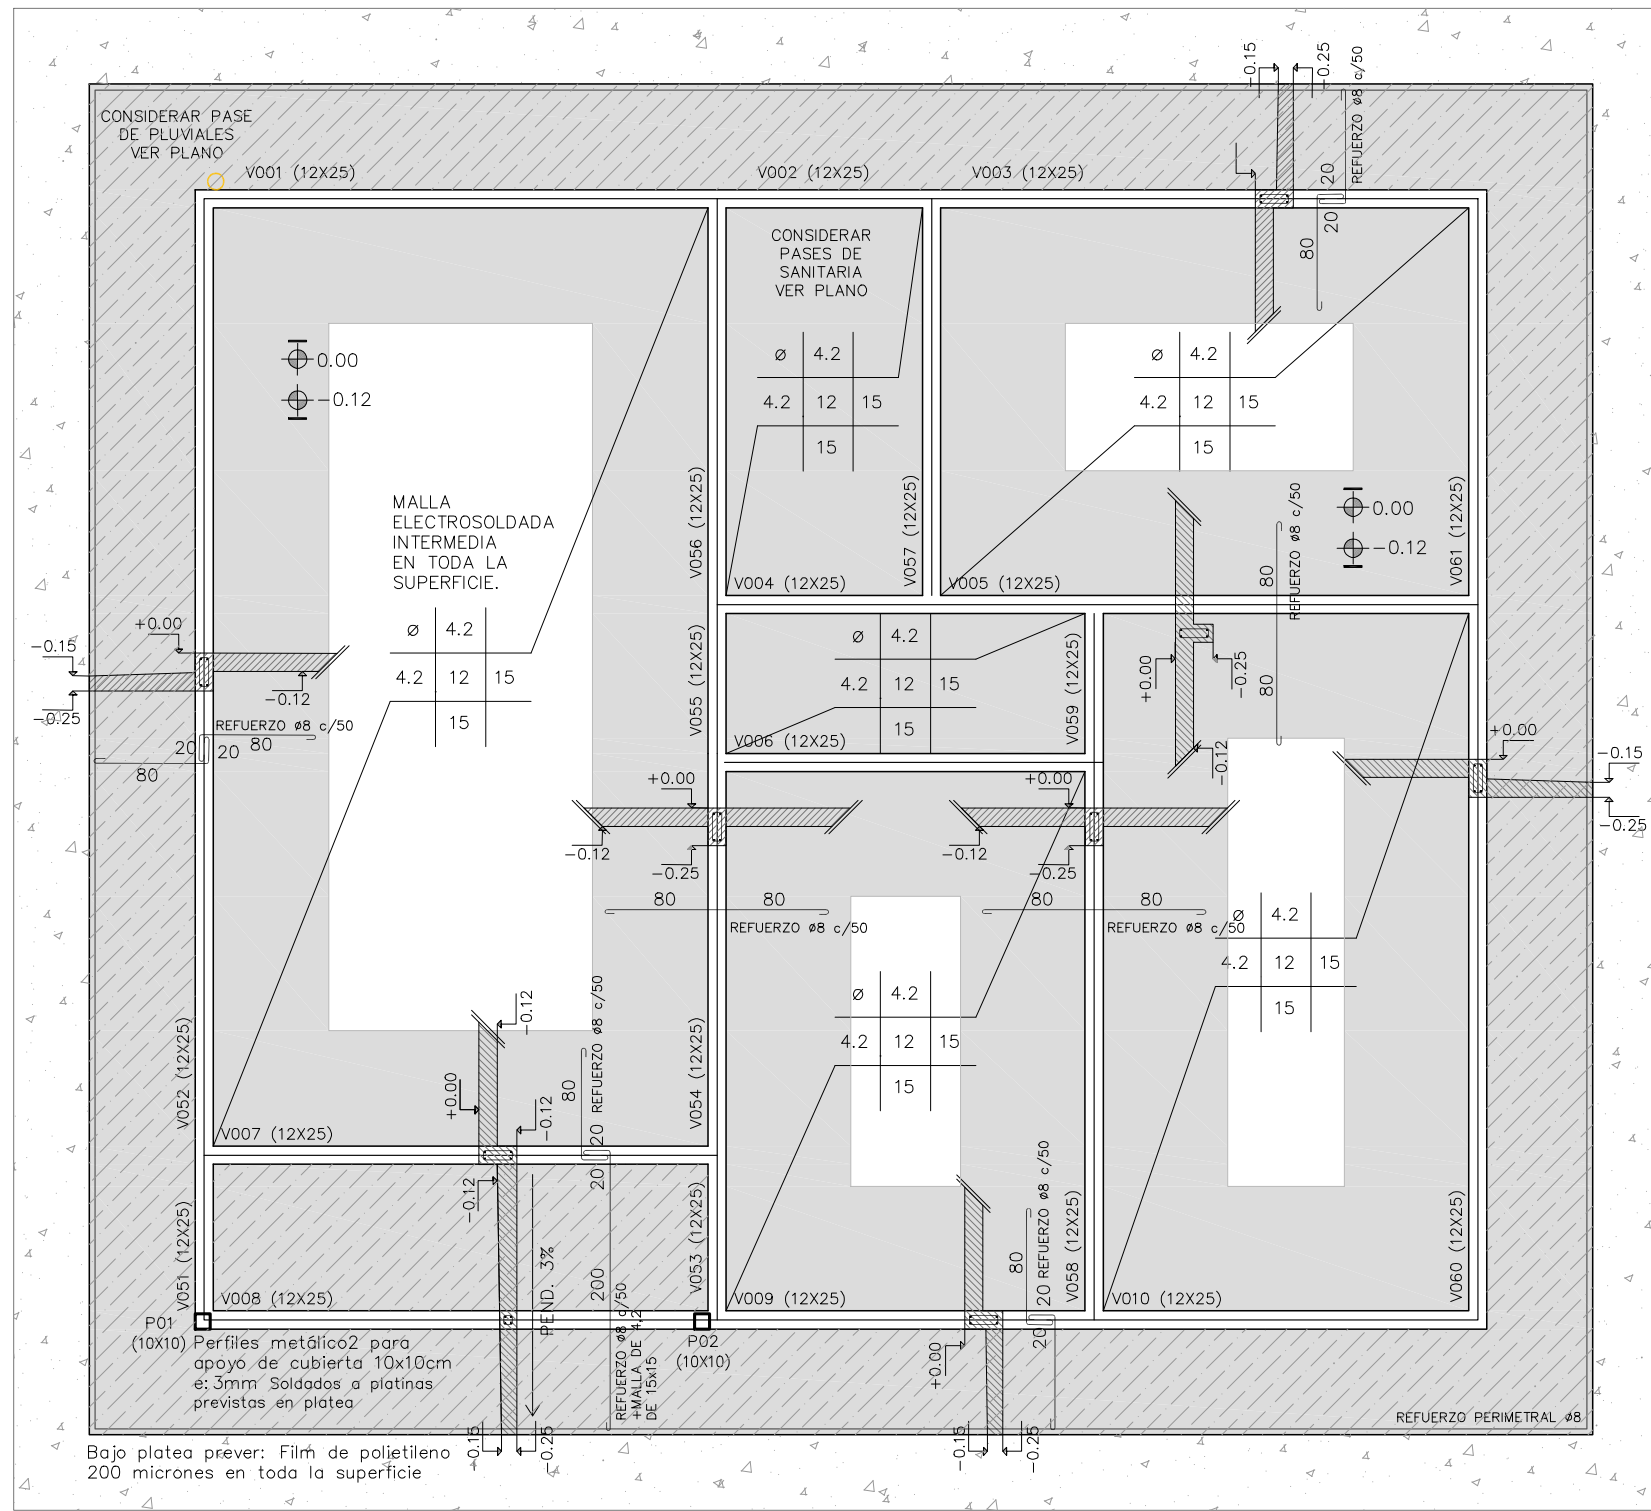 -0.15
-0.25
REFUERZO ø8 c/50
CONSIDERAR PASE
DE PLUVIALES
VER PLANO
V001 (12X25)
V002 (12X25)
V003 (12X25)
20
20
80
CONSIDERAR
PASES DE
SANITARIA
VER PLANO
0.00
-0.12
ø 4.2
4.2 12 15
15
ø 4.2
4.2 12 15
15
MALLA
ELECTROSOLDADA
INTERMEDIA
EN TODA LA
SUPERFICIE.
V056 (12X25)
V057 (12X25)
V061 (12X25)
0.00
-0.12
REFUERZO ø8 c/50
80
80
V004 (12X25)
V005 (12X25)
+0.00
-0.15
-0.12
-0.25
ø 4.2
4.2 12 15
15
V055 (12X25)
ø 4.2
4.2 12 15
15
V059 (12X25)
V006 (12X25)
+0.00
-0.25
-0.12
REFUERZO ø8 c/50
20
20
80
80
+0.00
-0.15
-0.25
+0.00
-0.12
-0.25
+0.00
-0.12
-0.25
80
80
REFUERZO ø8 c/50
80
80
REFUERZO ø8 c/50
ø 4.2
4.2 12 15
15
ø 4.2
4.2 12 15
15
V052 (12X25)
V054 (12X25)
-0.12
+0.00
-0.12
80
20 REFUERZO ø8 c/50
20
V007 (12X25)
-0.12
V051 (12X25)
V053 (12X25)
V058 (12X25)
V060 (12X25)
PEND. 3%
200
REFUERZO ø8 c/50
+MALLA DE 4,2
DE 15x15
80
20 REFUERZO ø8 c/50
20
V008 (12X25)
V009 (12X25)
V010 (12X25)
P01
(10X10)
P02
(10X10)
Perfiles metálico2 para
apoyo de cubierta 10x10cm
e:3mm Soldados a platinas
previstas en platea
+0.00
REFUERZO PERIMETRAL ø8
-0.15
-0.25
-0.15
-0.25
Bajo platea prever: Film de polietileno
200 micrones en toda la superficie